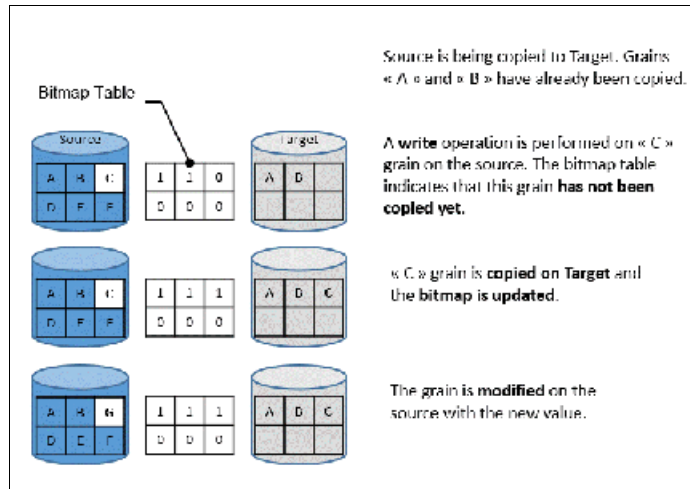 Source is being copied to Target. Grains
« A » and « B » have already been copied.
Bitmap Table
Source
Target
A B C
1 1 0
A B
D E F
0 0 0
A write operation is performed on « C »
grain on the source. The bitmap table
indicates that this grain has not been
copied yet.
A B C
1 1 1
A B C
D E F
0 0 0
« C » grain is copied on Target and
the bitmap is updated.
A B G
1 1 1
A B C
D E F
0 0 0
The grain is modified on the
source with the new value.